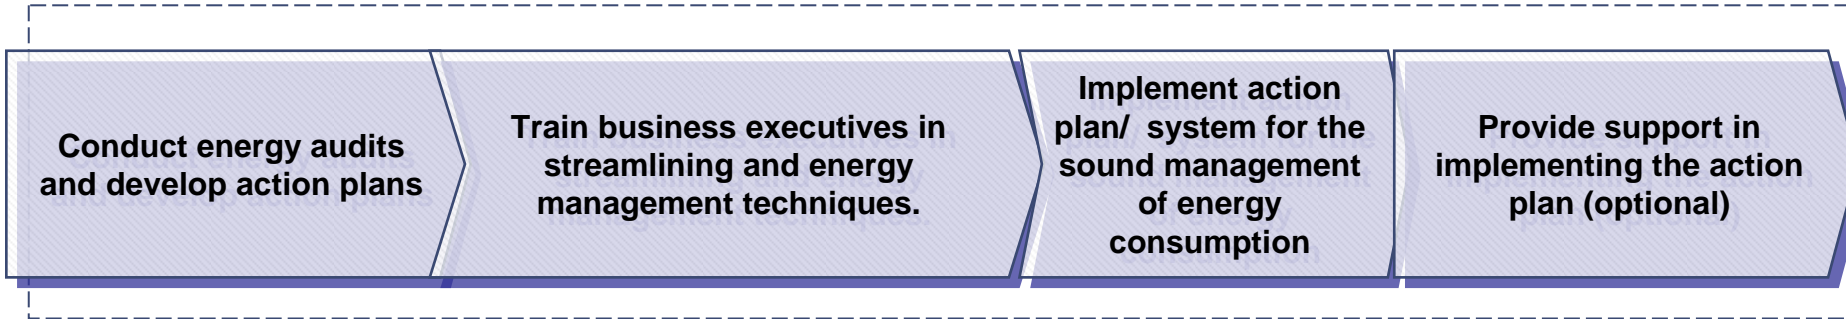 Conduct energy audits
and develop action plans
Train business executives in
streamlining and energy
management techniques.
Implement action
plan/ system for the
sound management
of energy
consumption
Provide support in
implementing the action
plan (optional)